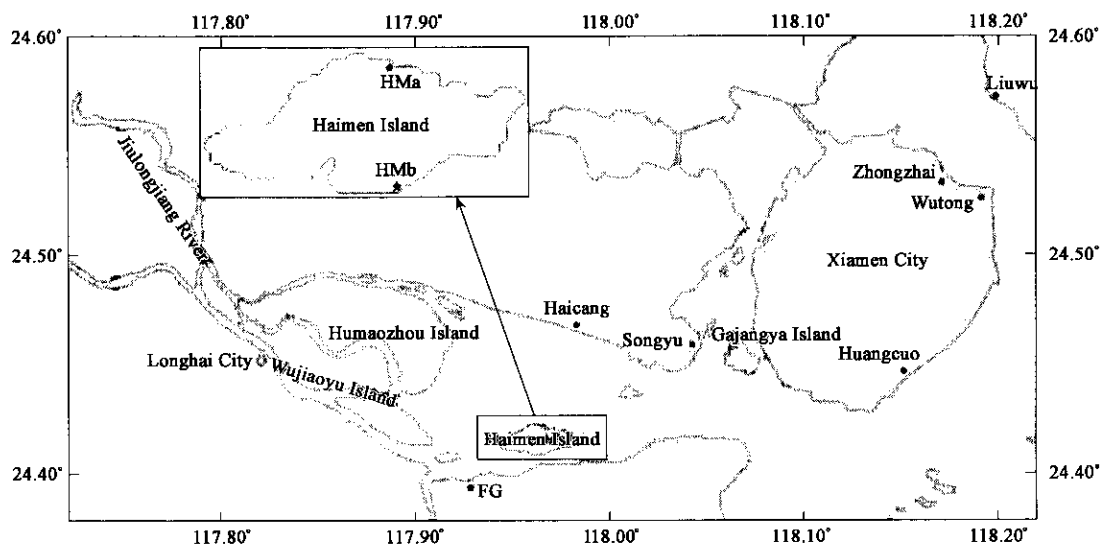 117.80° 117.90° 118.00° 118.10° 118.20°
24.60° 24.60°
HMa
Liuwu
Haimen Island
Jiulongjiang River
HMb
Zhongzhai
Wutong
24.50° 24.50°
Xiamen City
Haicang
Humaozhou Island
Songyu
Gajangya Island
Longhai City
Wujiaoyu Island
Huangcuo
Haimen Island
24.40° 24.40°
FG
117.80° 117.90° 118.00° 118.10° 118.20°